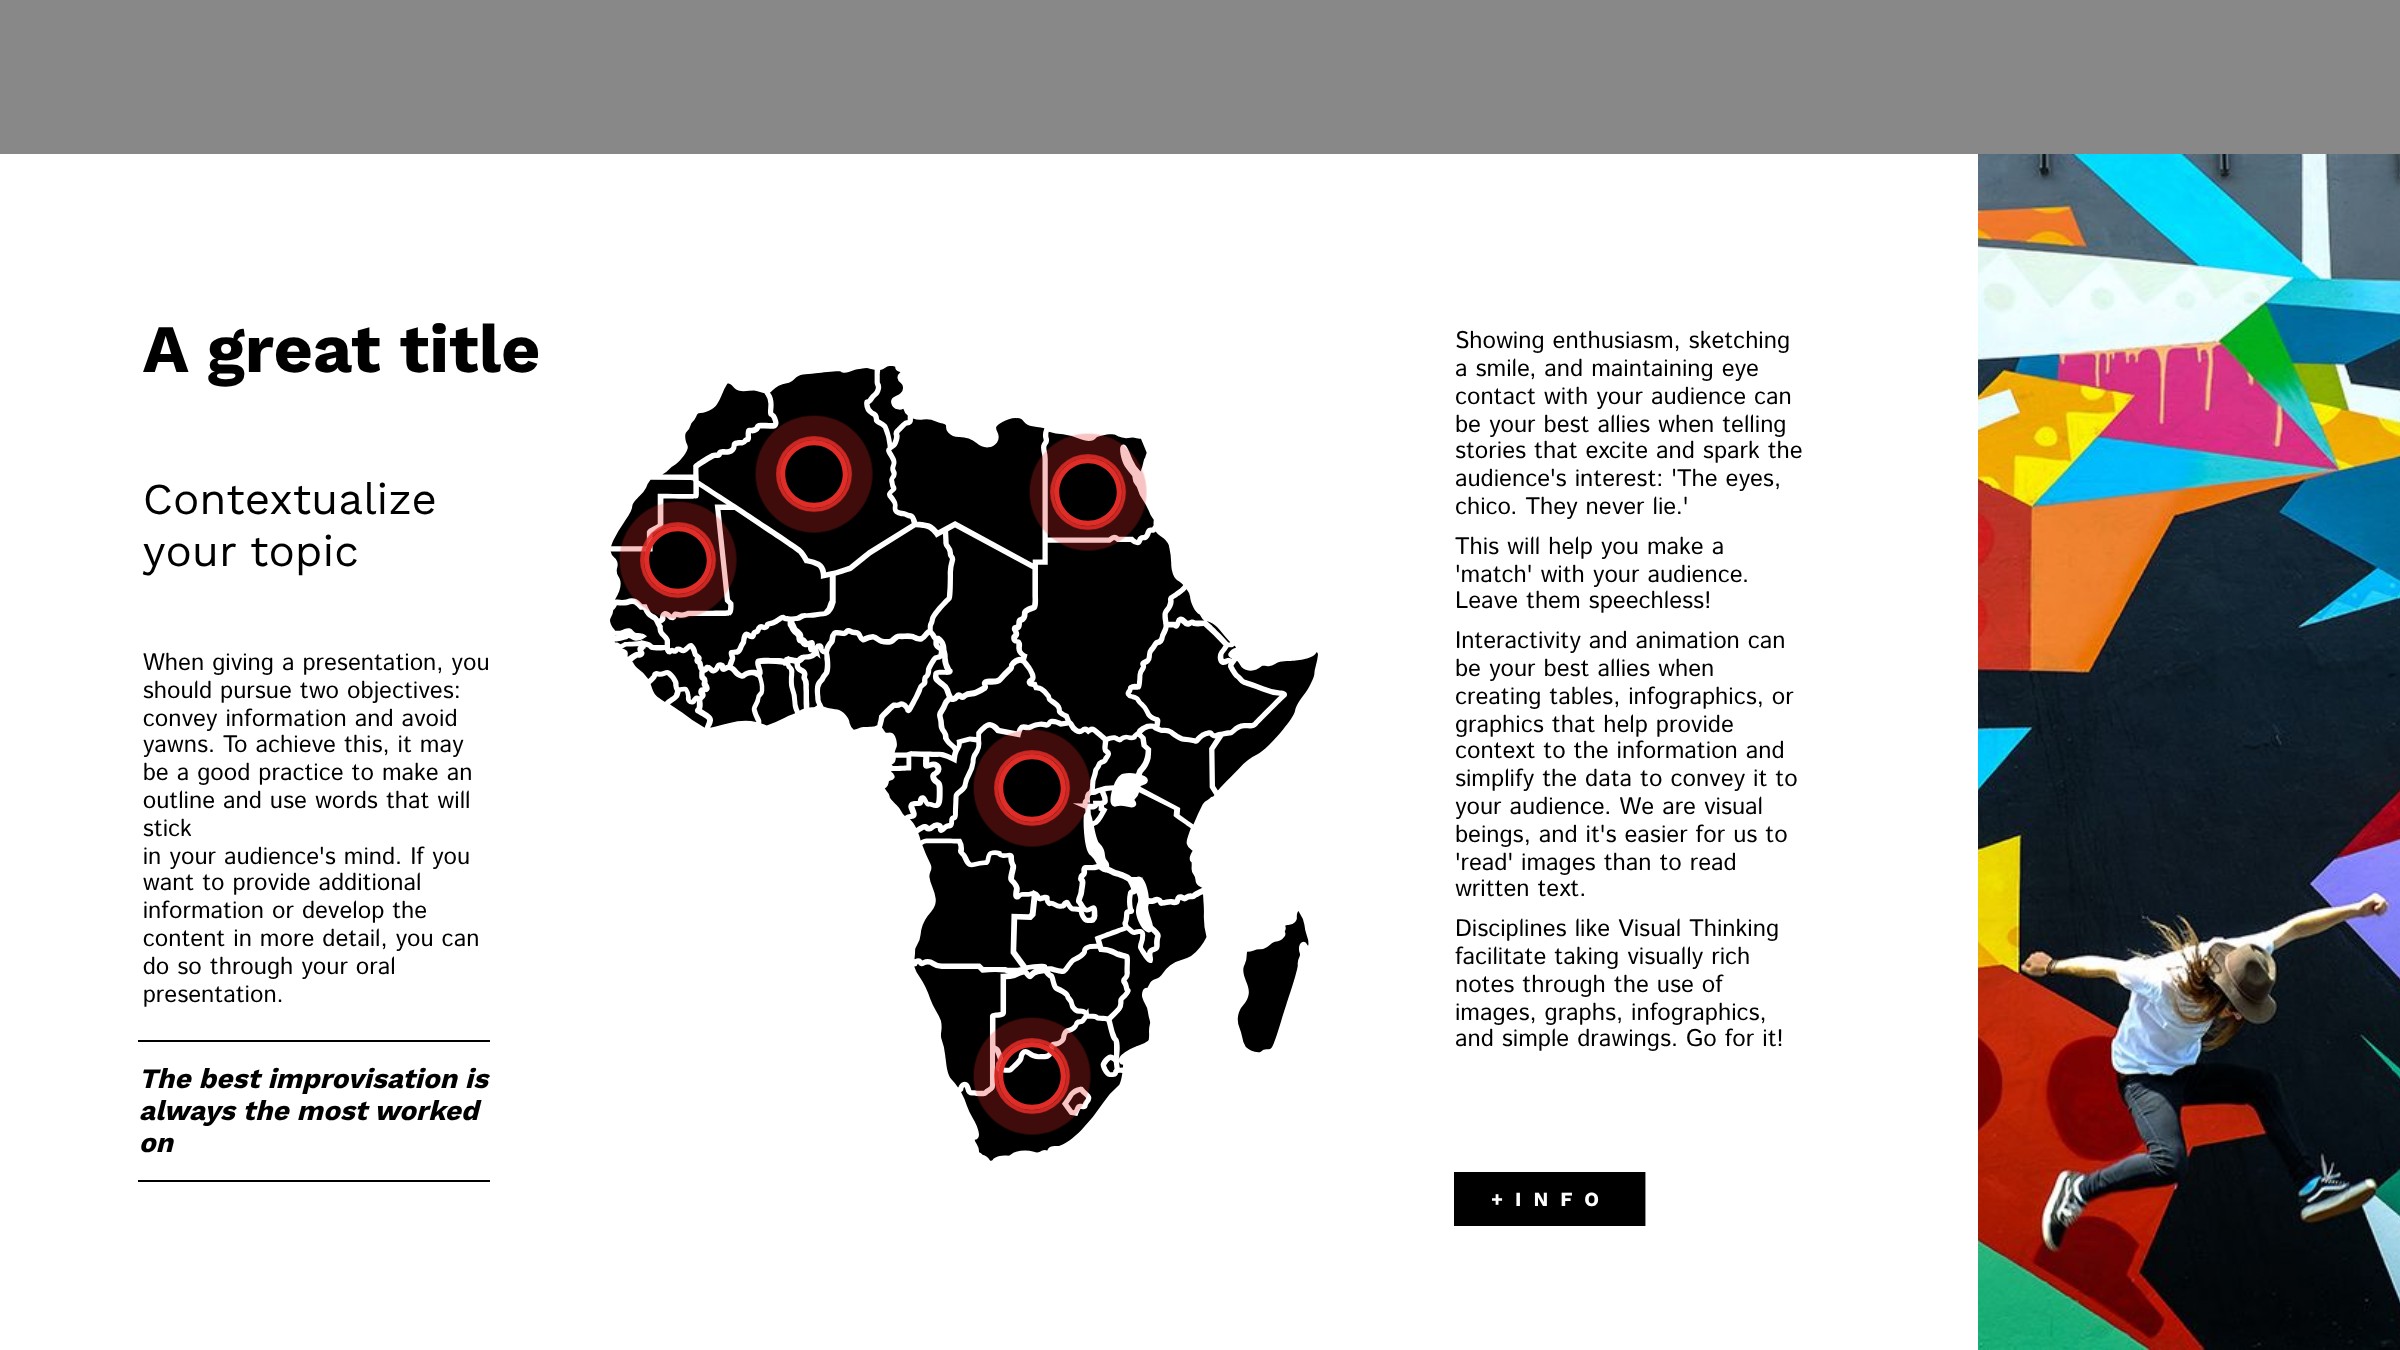 A great title
Contextualize
your topic
When giving a presentation, you
should pursue two objectives:
convey information and avoid
yawns. To achieve this, it may
be a good practice to make an
outline and use words that will
stick
in your audience's mind. If you
want to provide additional
information or develop the
content in more detail, you can
do so through your oral
presentation.
The best improvisation is
always the most worked
on
Showing enthusiasm, sketching
a smile, and maintaining eye
contact with your audience can
be your best allies when telling
stories that excite and spark the
audience's interest: 'The eyes,
chico. They never lie.'
This will help you make a
'match' with your audience.
Leave them speechless!
Interactivity and animation can
be your best allies when
creating tables, infographics, or
graphics that help provide
context to the information and
simplify the data to convey it to
your audience. We are visual
beings, and it's easier for us to
'read' images than to read
written text.
Disciplines like Visual Thinking
facilitate taking visually rich
notes through the use of
images, graphs, infographics,
and simple drawings. Go for it!
+INFO